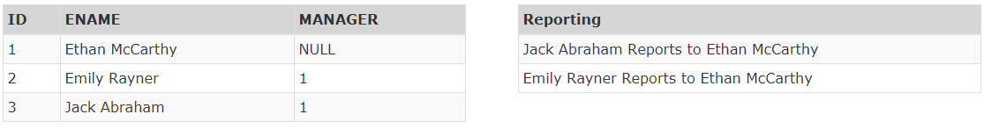 ID ENAME MANAGER
1 Ethan McCarthy NULL
2 Emily Rayner 1
3 Jack Abraham 1
Reporting
Jack Abraham Reports to Ethan McCarthy
Emily Rayner Reports to Ethan McCarthy